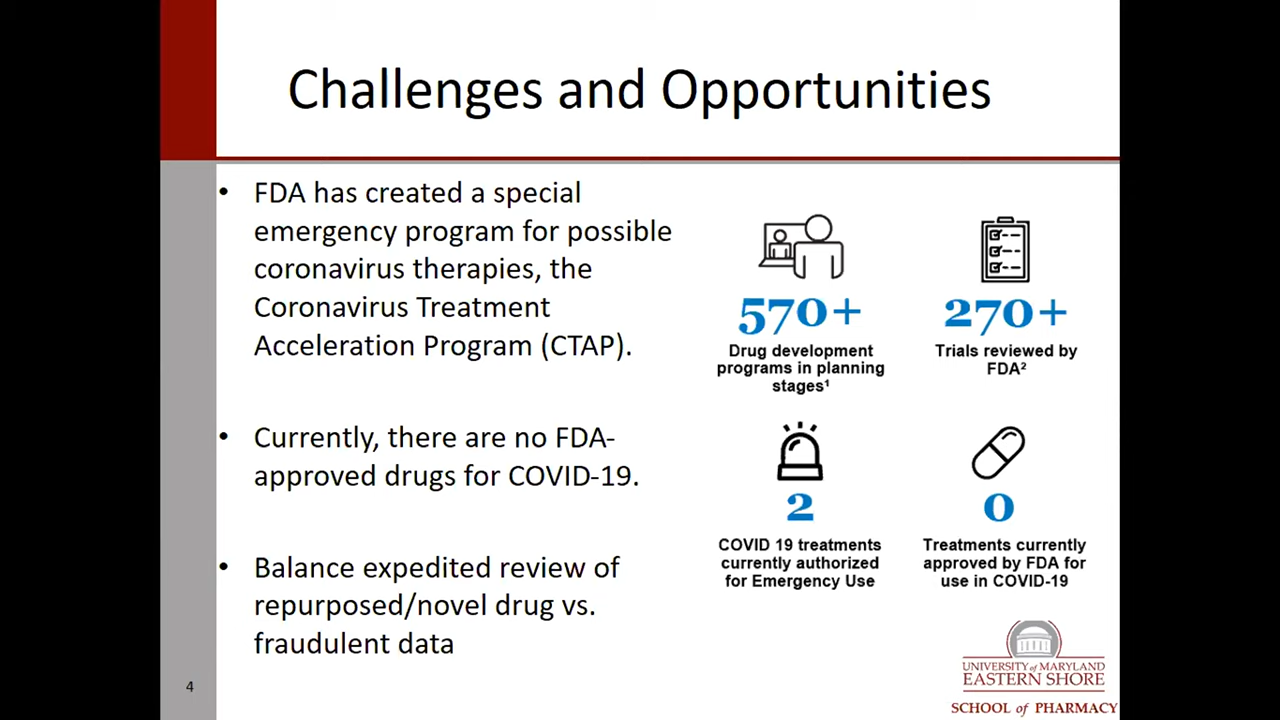 Challenges and Opportunities
• FDA has created a special
emergency program for possible
coronavirus therapies, the
Coronavirus Treatment
Acceleration Program (CTAP).
• Currently, there are no FDA-
approved drugs for COVID-19.
• Balance expedited review of
repurposed/novel drug vs.
fraudulent data
570+
Drug development
programs in planning
stages¹
270+
Trials reviewed by
FDA²
2
COVID 19 treatments
currently authorized
for Emergency Use
0
Treatments currently
approved by FDA for
use in COVID-19
UNIVERSITY of MARYLAND
EASTERN SHORE
SCHOOL of PHARMACY
4